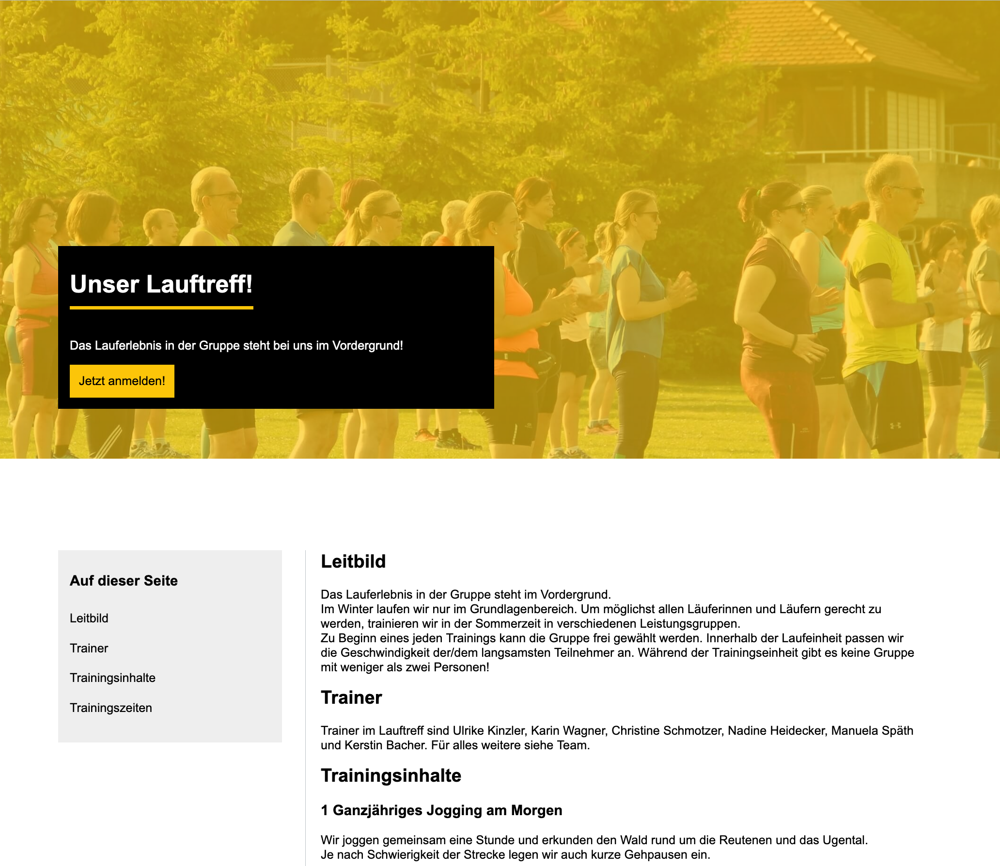 Unser Lauftreff!
Das Lauferlebnis in der Gruppe steht bei uns im Vordergrund!
Jetzt anmelden!
Auf dieser Seite
Leitbild
Trainer
Trainingsinhalte
Trainingszeiten
Leitbild
Das Lauferlebnis in der Gruppe steht im Vordergrund.
Im Winter laufen wir nur im Grundlagenbereich. Um möglichst allen Läuferinnen und Läufern gerecht zu
werden, trainieren wir in der Sommerzeit in verschiedenen Leistungsgruppen.
Zu Beginn eines jeden Trainings kann die Gruppe frei gewählt werden. Innerhalb der Laufeinheit passen wir
die Geschwindigkeit der/dem langsamsten Teilnehmer an. Während der Trainingseinheit gibt es keine Gruppe
mit weniger als zwei Personen!
Trainer
Trainer im Lauftreff sind Ulrike Kinzler, Karin Wagner, Christine Schmotzer, Nadine Heidecker, Manuela Späth
und Kerstin Bacher. Für alles weitere siehe Team.
Trainingsinhalte
1 Ganzjähriges Jogging am Morgen
Wir joggen gemeinsam eine Stunde und erkunden den Wald rund um die Reutenen und das Ugental.
Je nach Schwierigkeit der Strecke legen wir auch kurze Gehpausen ein.